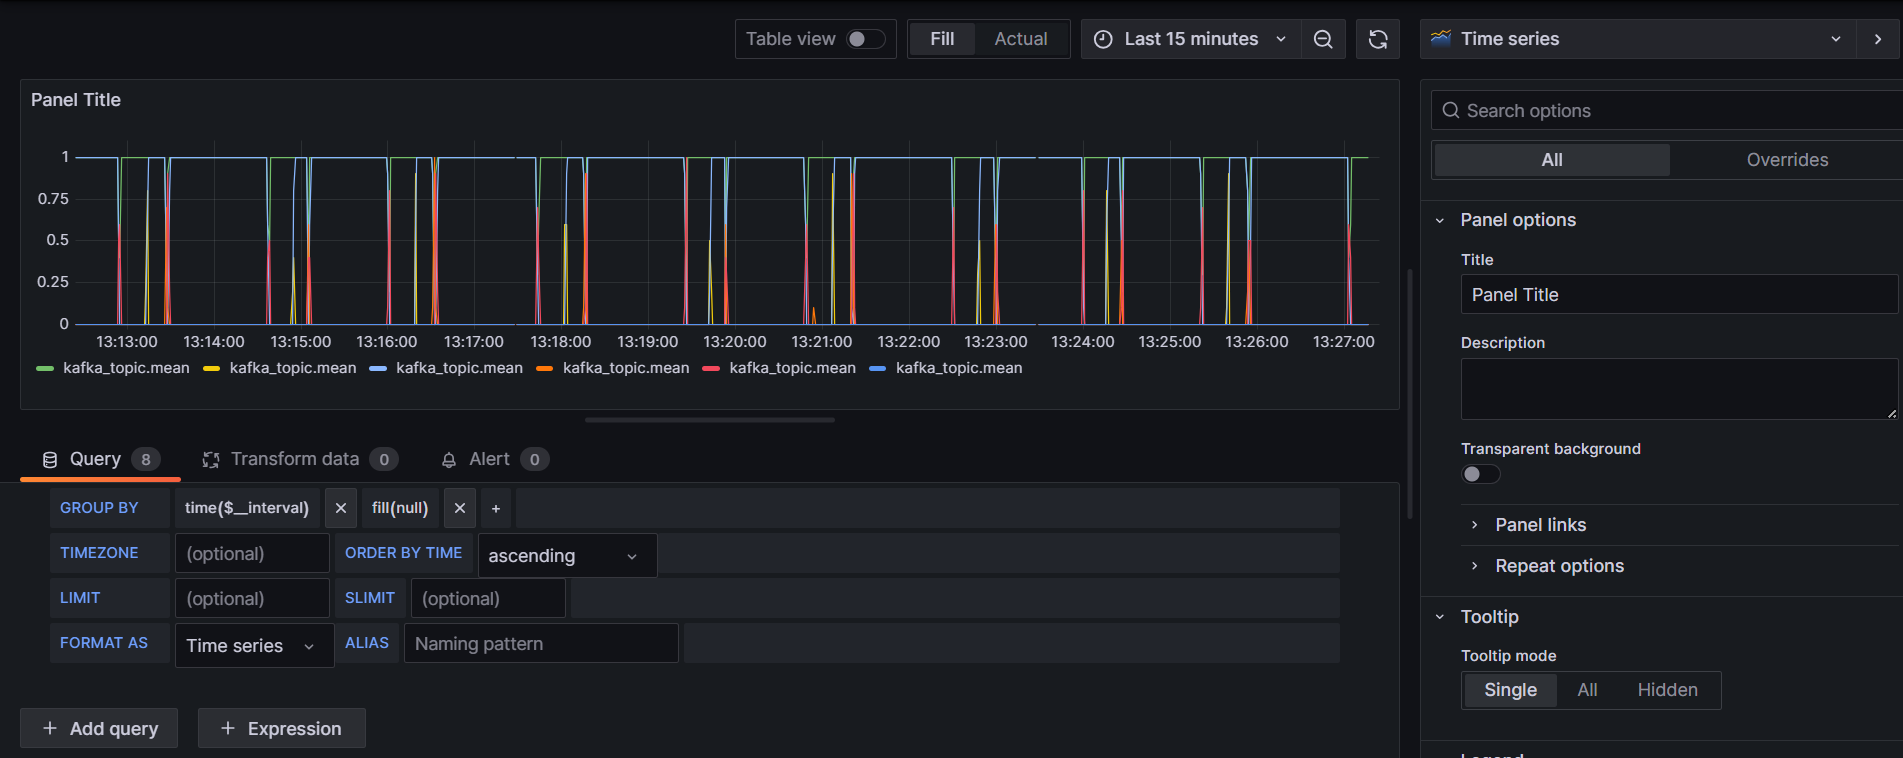 Table view
Fill
Actual
Last 15 minutes
Time series
Panel Title
1
0.75
0.5
0.25
0
13:13:00 13:14:00 13:15:00 13:16:00 13:17:00 13:18:00 13:19:00 13:20:00 13:21:00 13:22:00 13:23:00 13:24:00 13:25:00 13:26:00 13:27:00
kafka_topic.mean kafka_topic.mean kafka_topic.mean kafka_topic.mean kafka_topic.mean kafka_topic.mean
Query 8 Transform data 0 Alert 0
GROUP BY time($__interval) × fill(null) × +
TIMEZONE (optional) ORDER BY TIME ascending
LIMIT (optional) SLIMIT (optional)
FORMAT AS Time series ALIAS Naming pattern
+ Add query + Expression
Search options
All Overrides
Panel options
Title
Panel Title
Description
Transparent background
Panel links
Repeat options
Tooltip
Tooltip mode
Single All Hidden